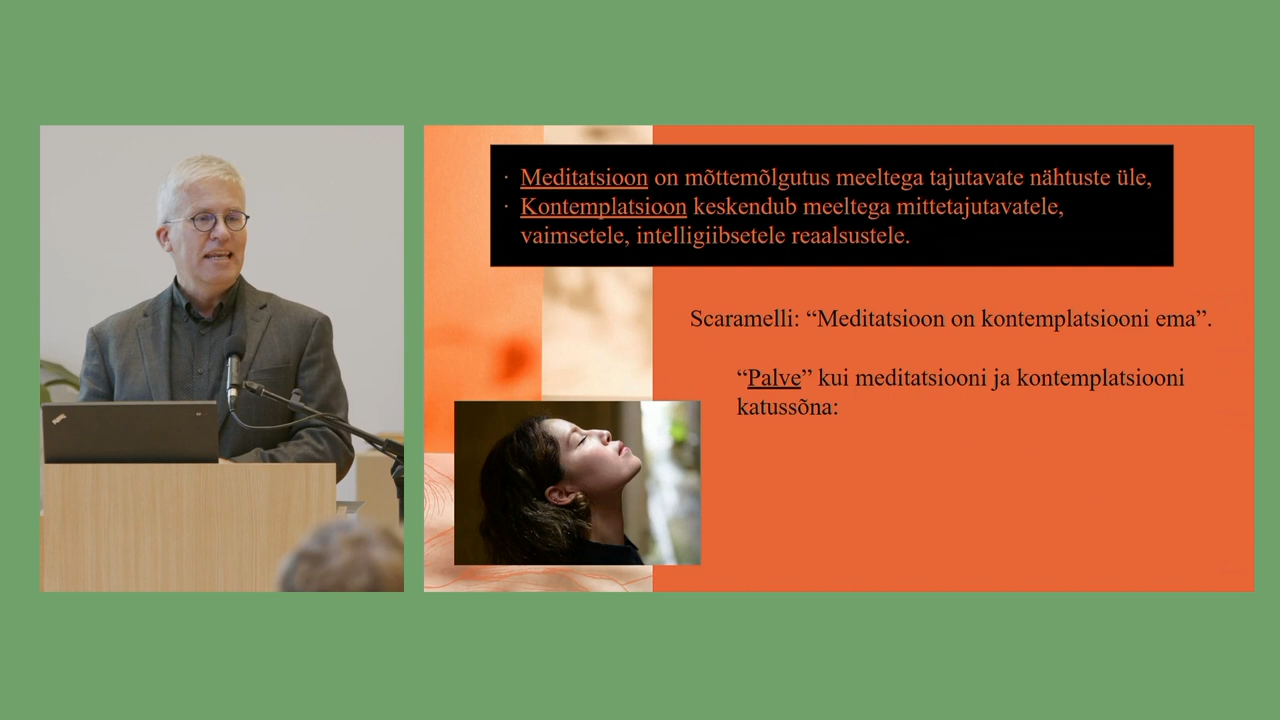 · Meditatsioon on mõttemõlgutus meeltega tajutavate nähtuste üle,
· Kontemplatsioon keskendub meeltega mittetajutavatele,
vaimsetele, intelligiibsetele reaalsustele.
Scaramelli: “Meditatsioon on kontemplatsiooni ema”.
“Palve” kui meditatsiooni ja kontemplatsiooni
katussõna: